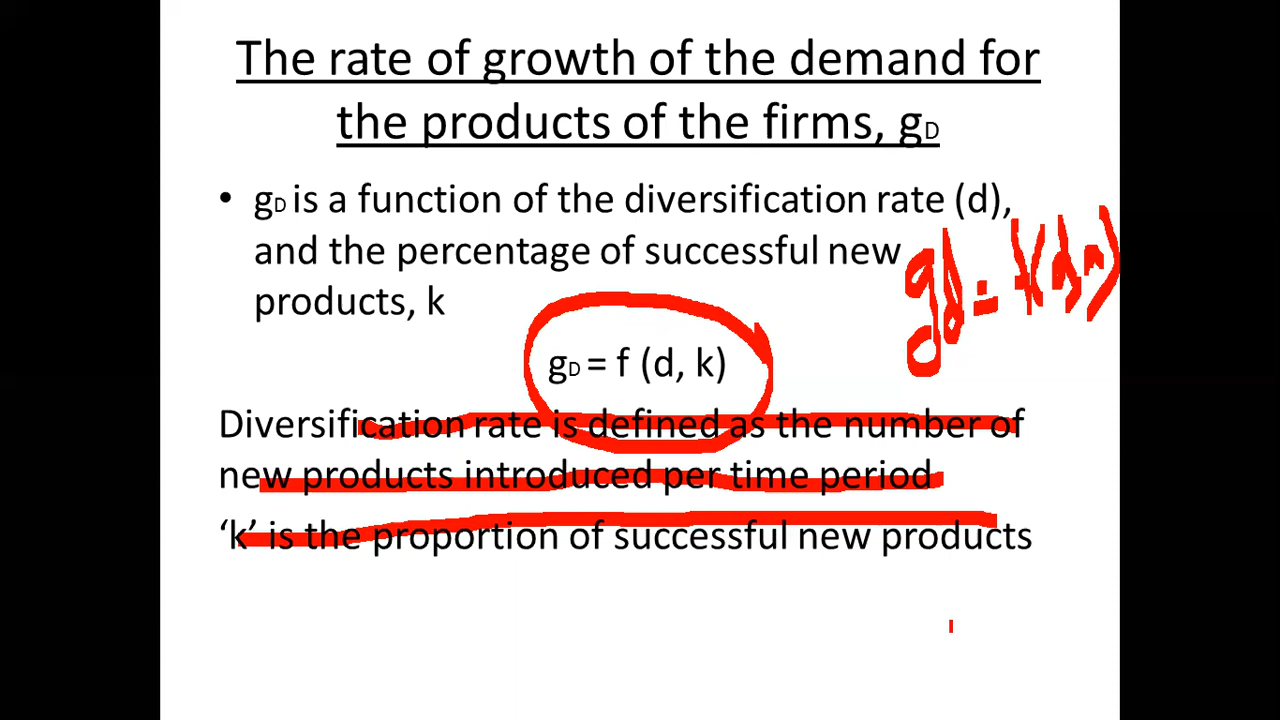 The rate of growth of the demand for
the products of the firms, gD
• gD is a function of the diversification rate (d),
and the percentage of successful new
products, k
gd = f(d,
gD = f (d, k)
Diversification rate is defined as the number of
new products introduced per time period
‘k’ is the proportion of successful new products